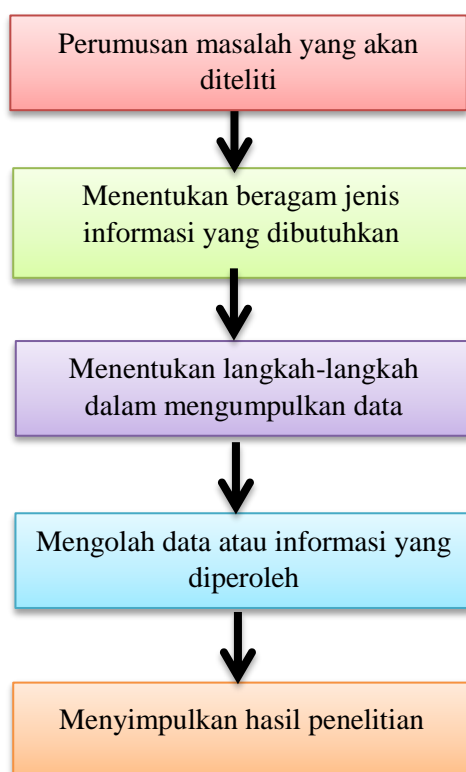 Perumusan masalah yang akan
diteliti
Menentukan beragam jenis
informasi yang dibutuhkan
Menentukan langkah-langkah
dalam mengumpulkan data
Mengolah data atau informasi yang
diperoleh
Menyimpulkan hasil penelitian